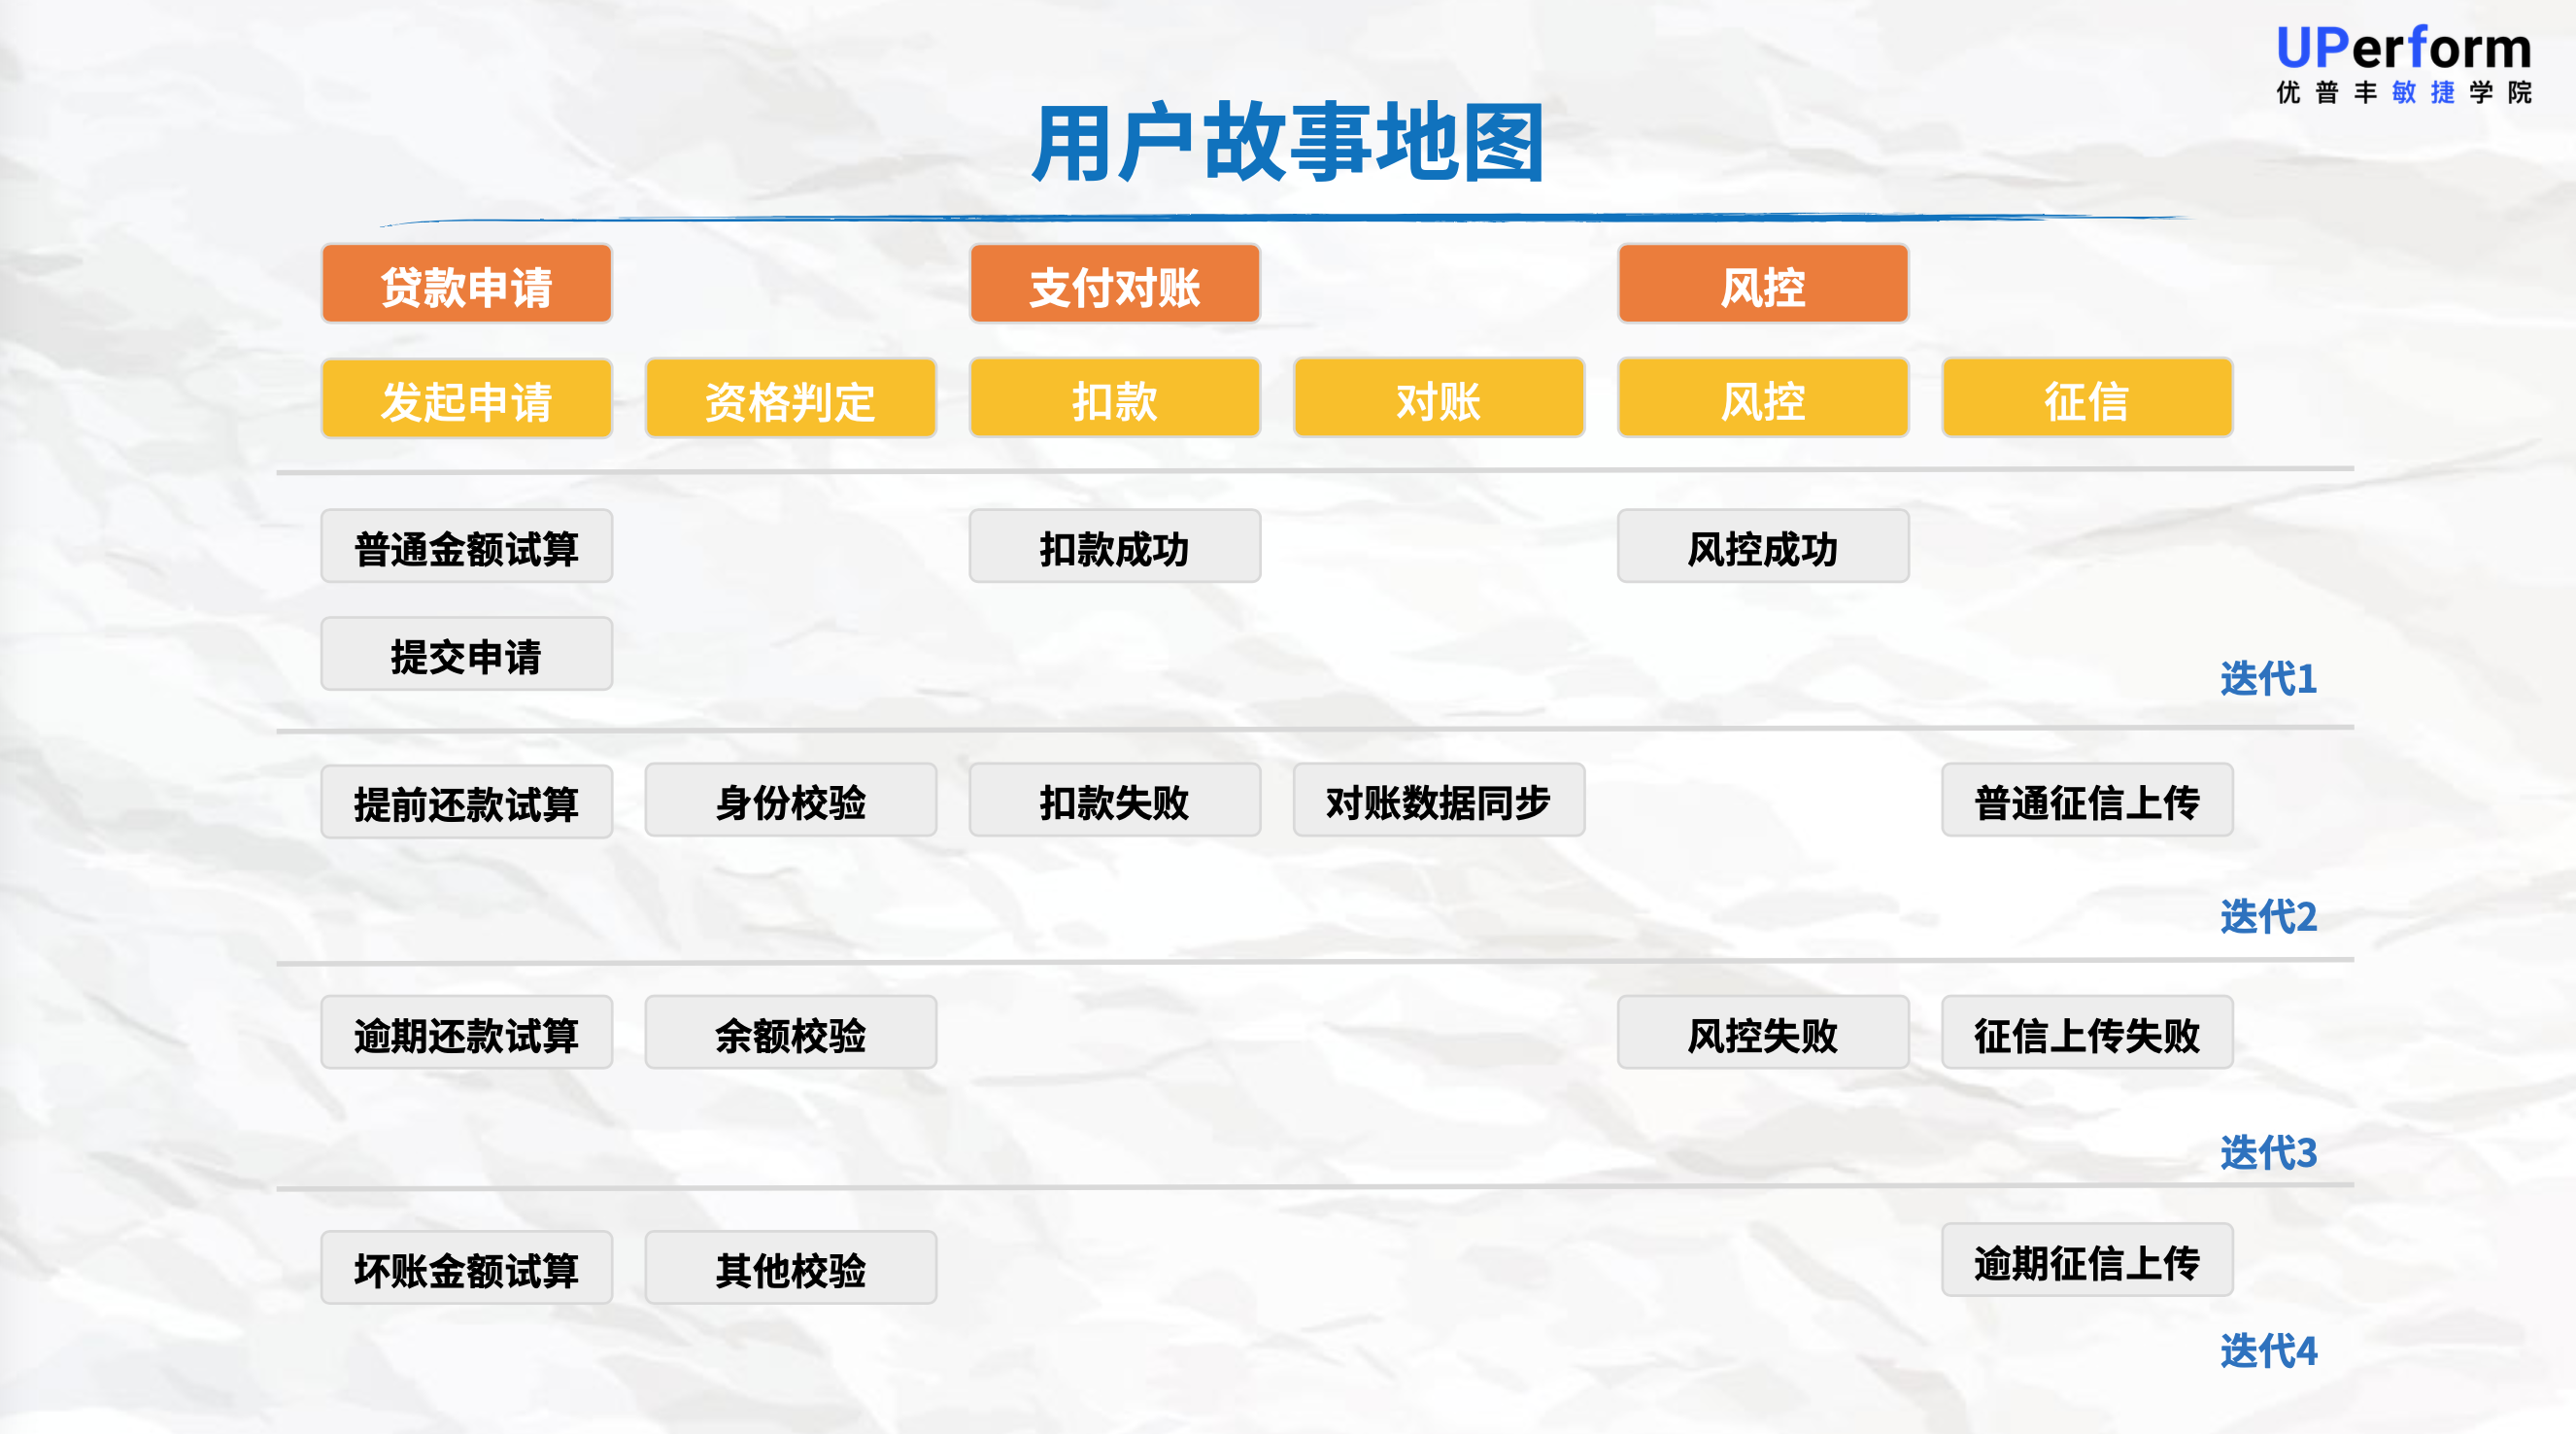 UPerform
优普丰敏捷学院
用户故事地图
贷款申请
支付对账
风控
发起申请
资格判定
扣款
对账
风控
征信
普通金额试算
扣款成功
风控成功
提交申请
迭代1
提前还款试算
身份校验
扣款失败
对账数据同步
普通征信上传
迭代2
逾期还款试算
余额校验
风控失败
征信上传失败
迭代3
坏账金额试算
其他校验
逾期征信上传
迭代4